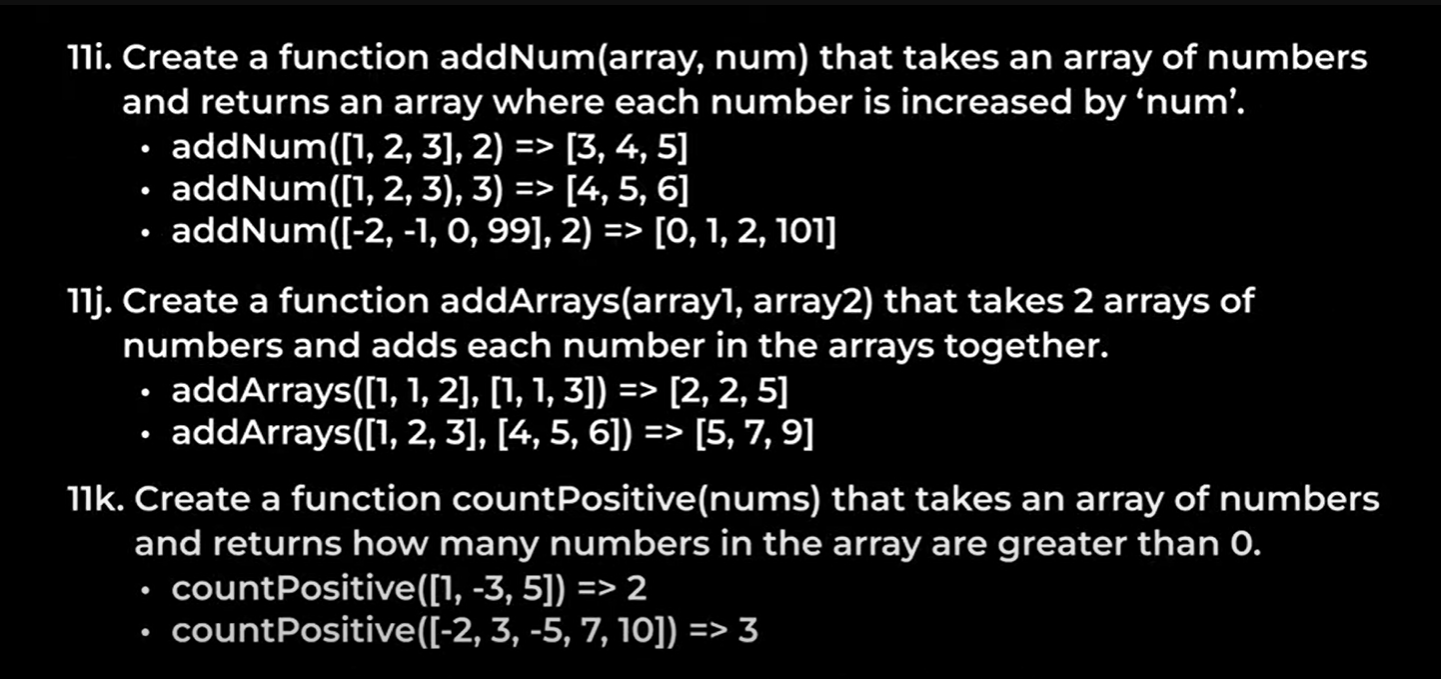 11i. Create a function addNum(array, num) that takes an array of numbers
and returns an array where each number is increased by ‘num’.
• addNum([1, 2, 3], 2) => [3, 4, 5]
• addNum([1, 2, 3), 3) => [4, 5, 6]
• addNum([-2, -1, 0, 99], 2) => [0, 1, 2, 101]
11j. Create a function addArrays(array1, array2) that takes 2 arrays of
numbers and adds each number in the arrays together.
• addArrays([1, 1, 2], [1, 1, 3]) => [2, 2, 5]
• addArrays([1, 2, 3], [4, 5, 6]) => [5, 7, 9]
11k. Create a function countPositive(nums) that takes an array of numbers
and returns how many numbers in the array are greater than 0.
• countPositive([1, -3, 5]) => 2
• countPositive([-2, 3, -5, 7, 10]) => 3